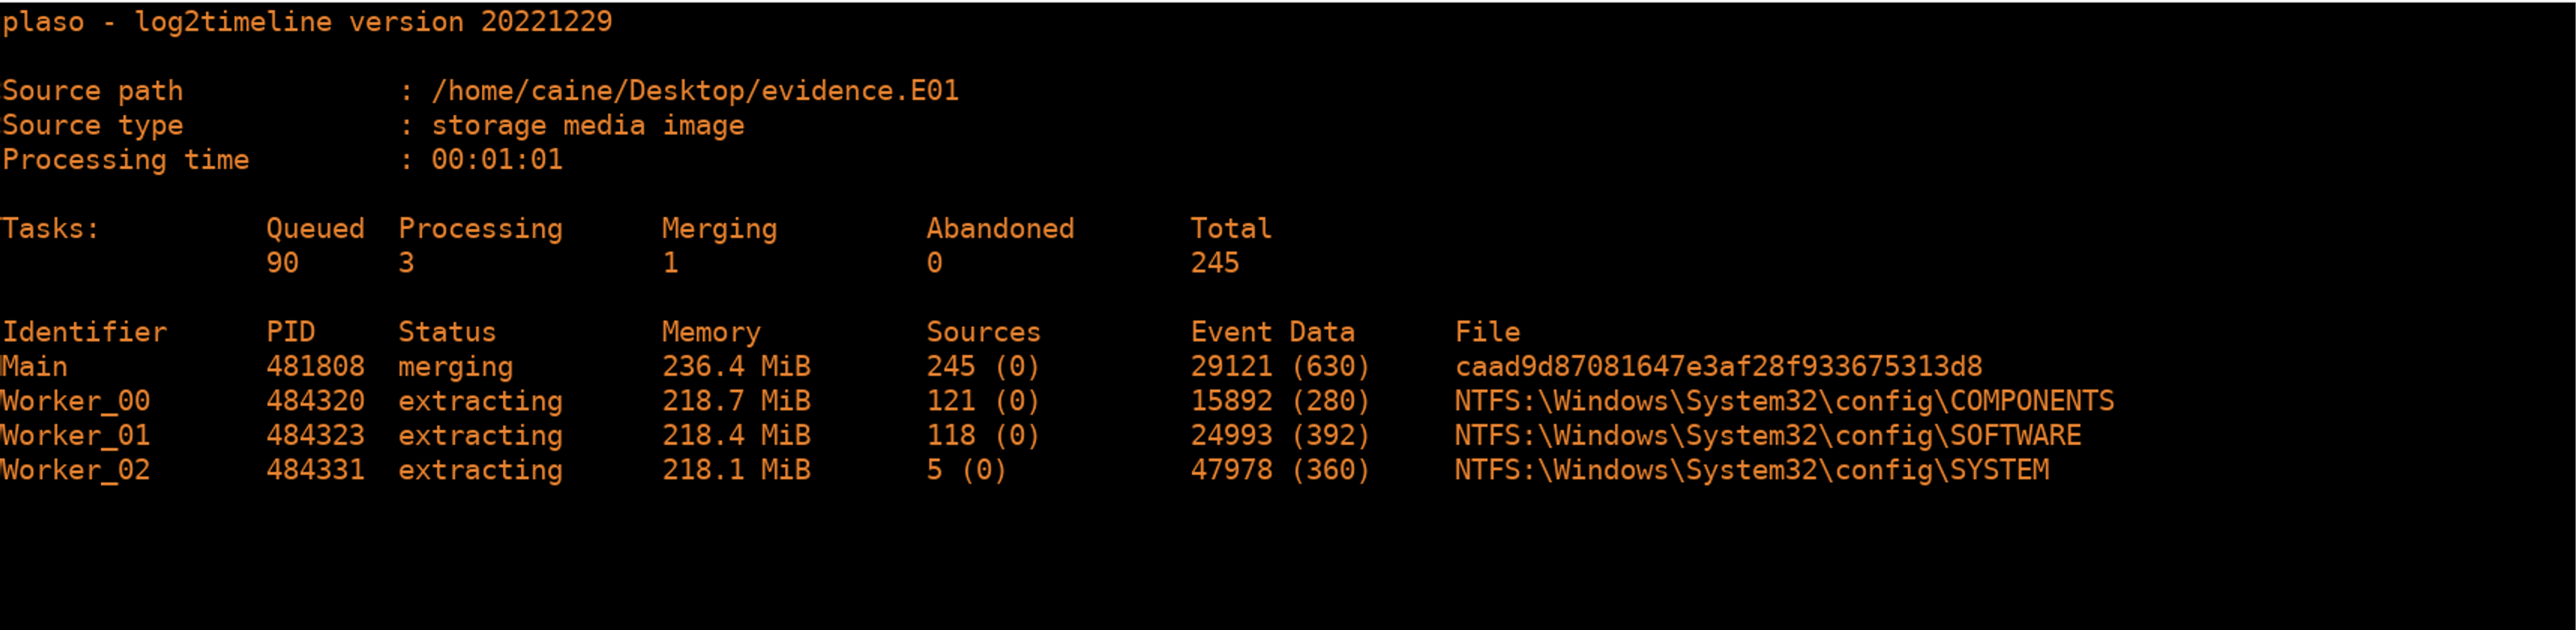 plaso - log2timeline version 20221229
Source path : /home/caine/Desktop/evidence.E01
Source type : storage media image
Processing time : 00:01:01
Tasks: Queued Processing Merging Abandoned Total
90 3 1 0 245
Identifier PID Status Memory Sources Event Data File
Main 481808 merging 236.4 MiB 245 (0) 29121 (630) caad9d87081647e3af28f933675313d8
Worker_00 484320 extracting 218.7 MiB 121 (0) 15892 (280) NTFS:\Windows\System32\config\COMPONENTS
Worker_01 484323 extracting 218.4 MiB 118 (0) 24993 (392) NTFS:\Windows\System32\config\SOFTWARE
Worker_02 484331 extracting 218.1 MiB 5 (0) 47978 (360) NTFS:\Windows\System32\config\SYSTEM